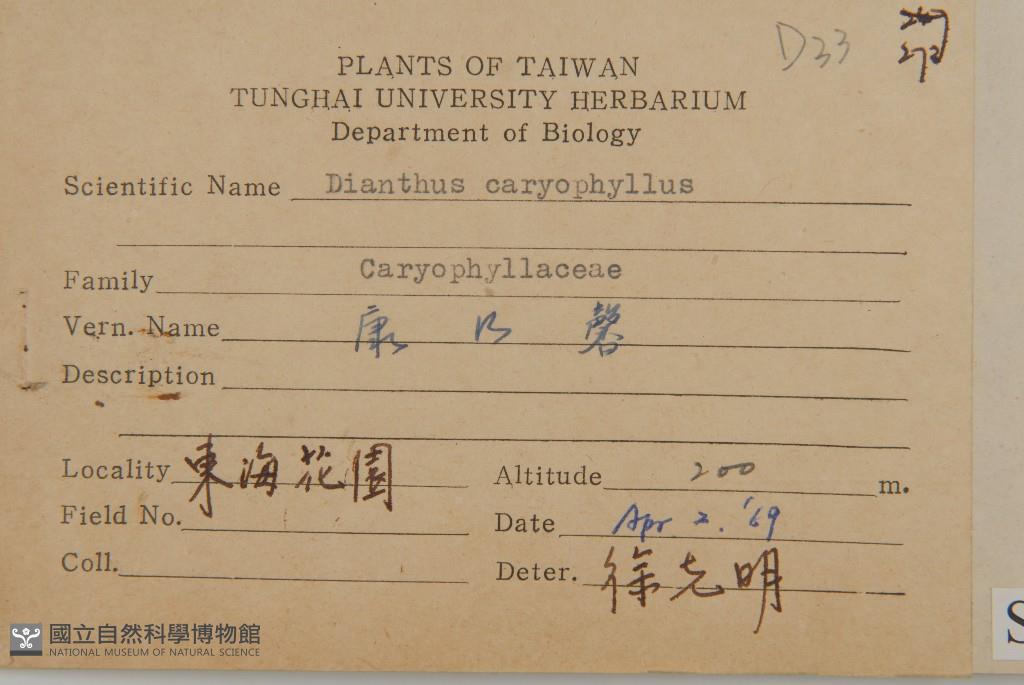 D33
272
PLANTS OF TAIWAN
TUNGHAI UNIVERSITY HERBARIUM
Department of Biology
Scientific Name Dianthus caryophyllus
Family Caryophyllaceae
Vern. Name 康乃馨
Description
Locality 東海花園 Altitude 200 m.
Field No. Date Apr 2. '69
Coll. Deter. 徐光明
國立自然科學博物館
NATIONAL MUSEUM OF NATURAL SCIENCE
S